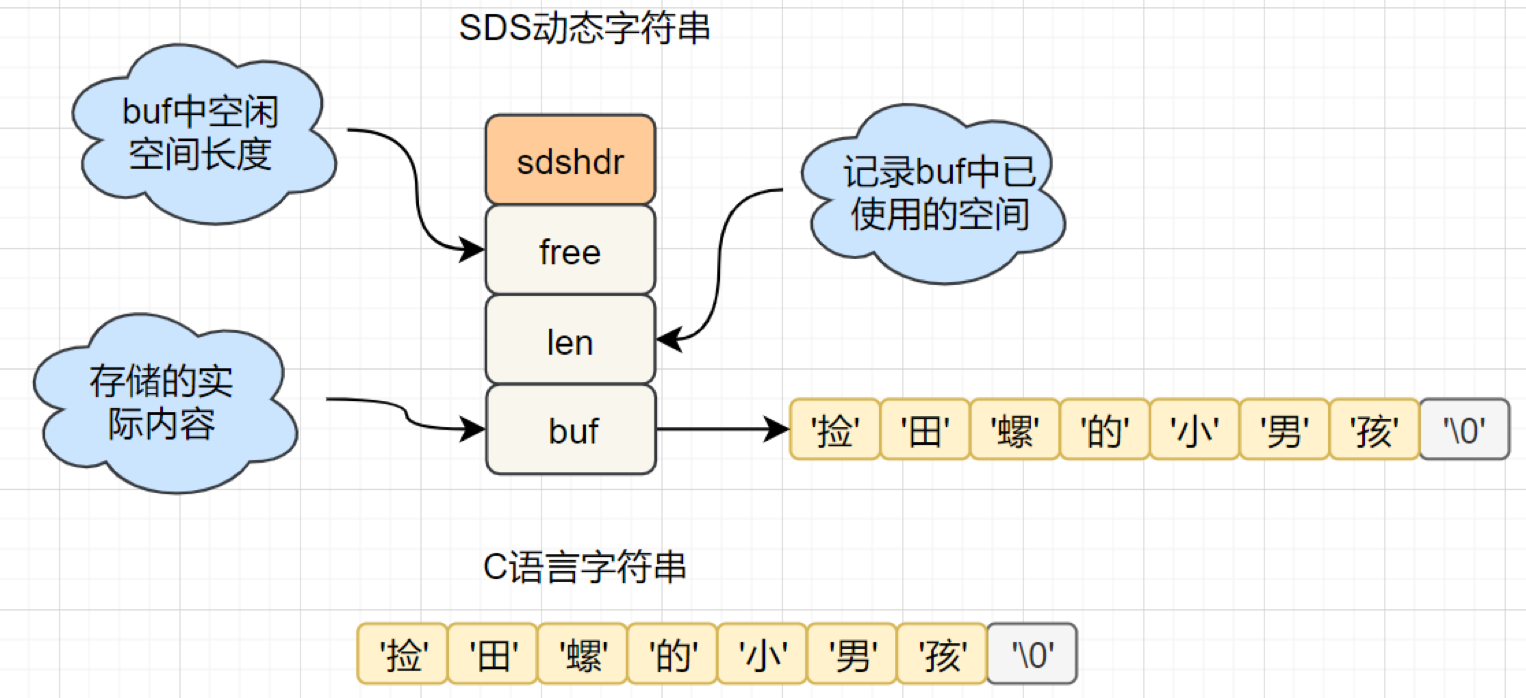 SDS动态字符串
buf中空闲
空间长度
sdshdr
记录buf中已
使用的空间
free
len
存储的实
际内容
buf
'捡' '田' '螺' '的' '小' '男' '孩' '\0'
C语言字符串
'捡' '田' '螺' '的' '小' '男' '孩' '\0'